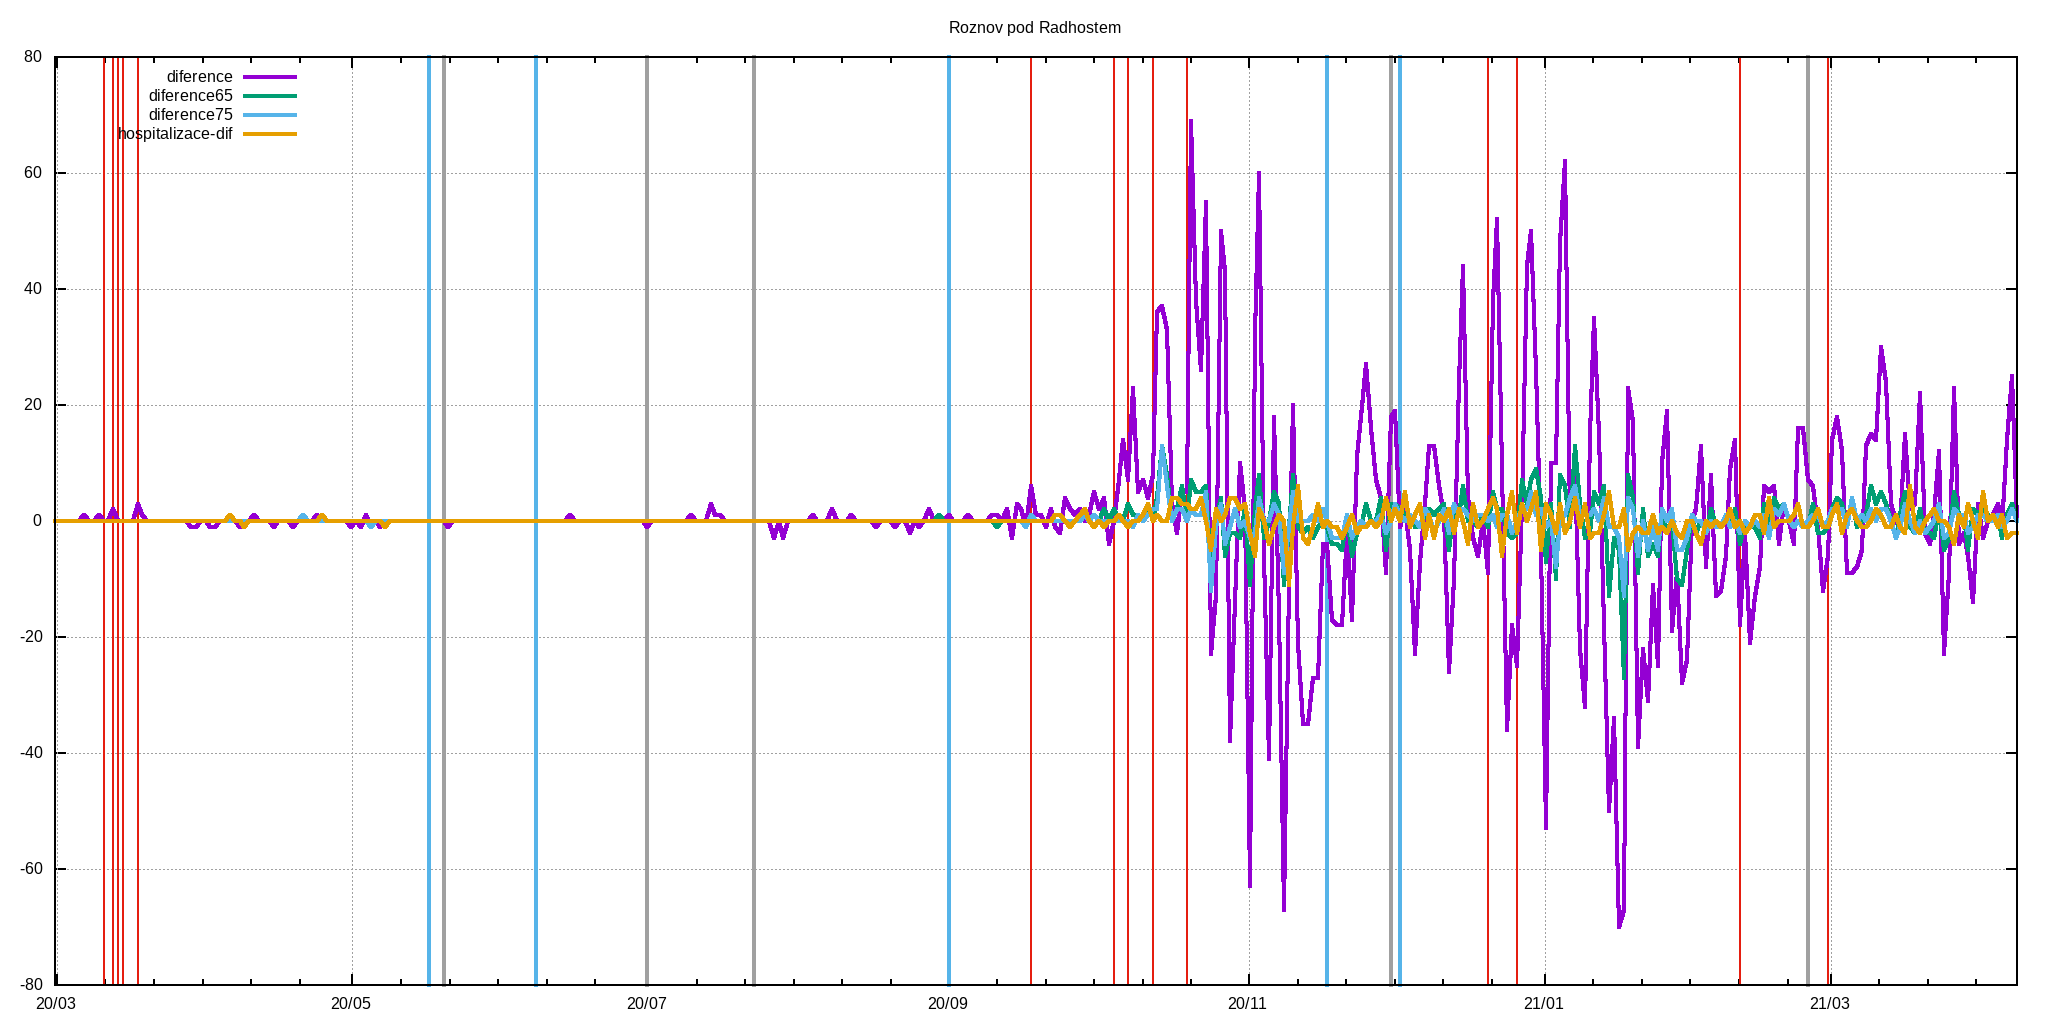 Roznov pod Radhostem
80
60
40
20
0
-20
-40
-60
-80
diference
diference65
diference75
hospitalizace-dif
20/03 20/05 20/07 20/09 20/11 21/01 21/03